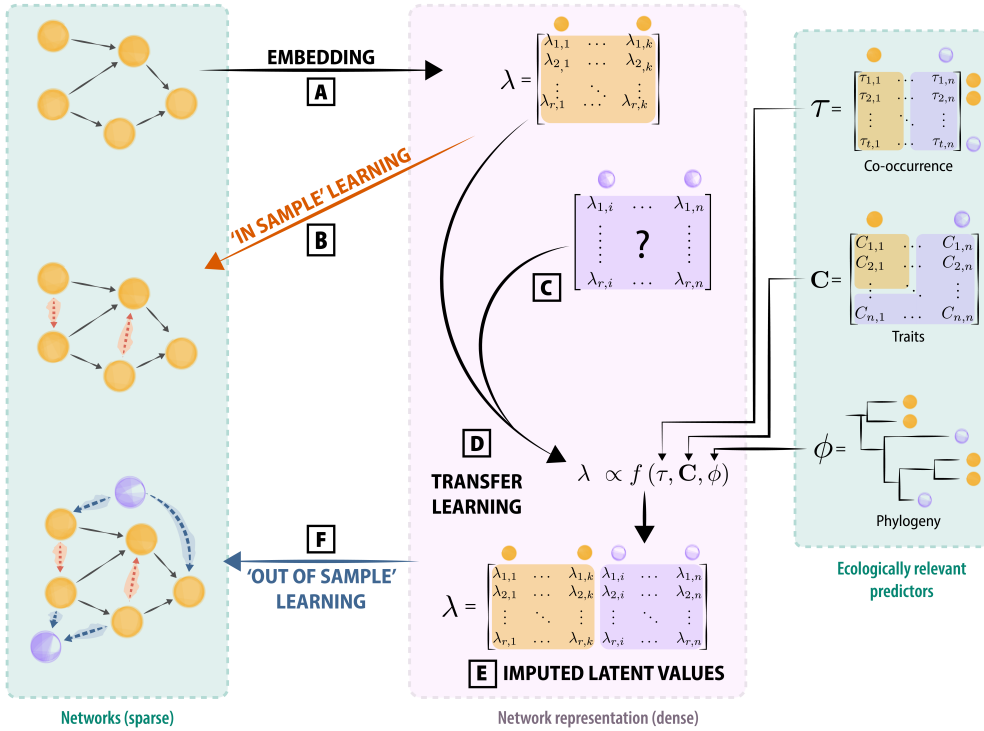 EMBEDDING
A
'IN SAMPLE' LEARNING
B
λ =
λ1,1 … λ1,k
λ2,1 … λ2,k
⋮ ⋱ ⋮
λr,1 … λr,k
λ1,i … λ1,n
⋮ ? ⋮
λr,i … λr,n
C
D
TRANSFER
LEARNING
λ ∝ f (τ, C, ϕ)
λ =
λ1,1 … λ1,k λ1,i … λ1,n
λ2,1 … λ2,k λ2,i … λ2,n
⋮ ⋱ ⋮ ⋮ ⋱ ⋮
λr,1 … λr,k λr,i … λr,n
E IMPUTED LATENT VALUES
F
'OUT OF SAMPLE'
LEARNING
τ =
τ1,1 … τ1,n
τ2,1 … τ2,n
⋮ ⋱ ⋮
τt,1 … τt,n
Co-occurrence
C =
C1,1 … C1,n
C2,1 … C2,n
⋮ ⋱ ⋮
Cn,1 … Cn,n
Traits
ϕ =
Phylogeny
Ecologically relevant
predictors
Networks (sparse)
Network representation (dense)